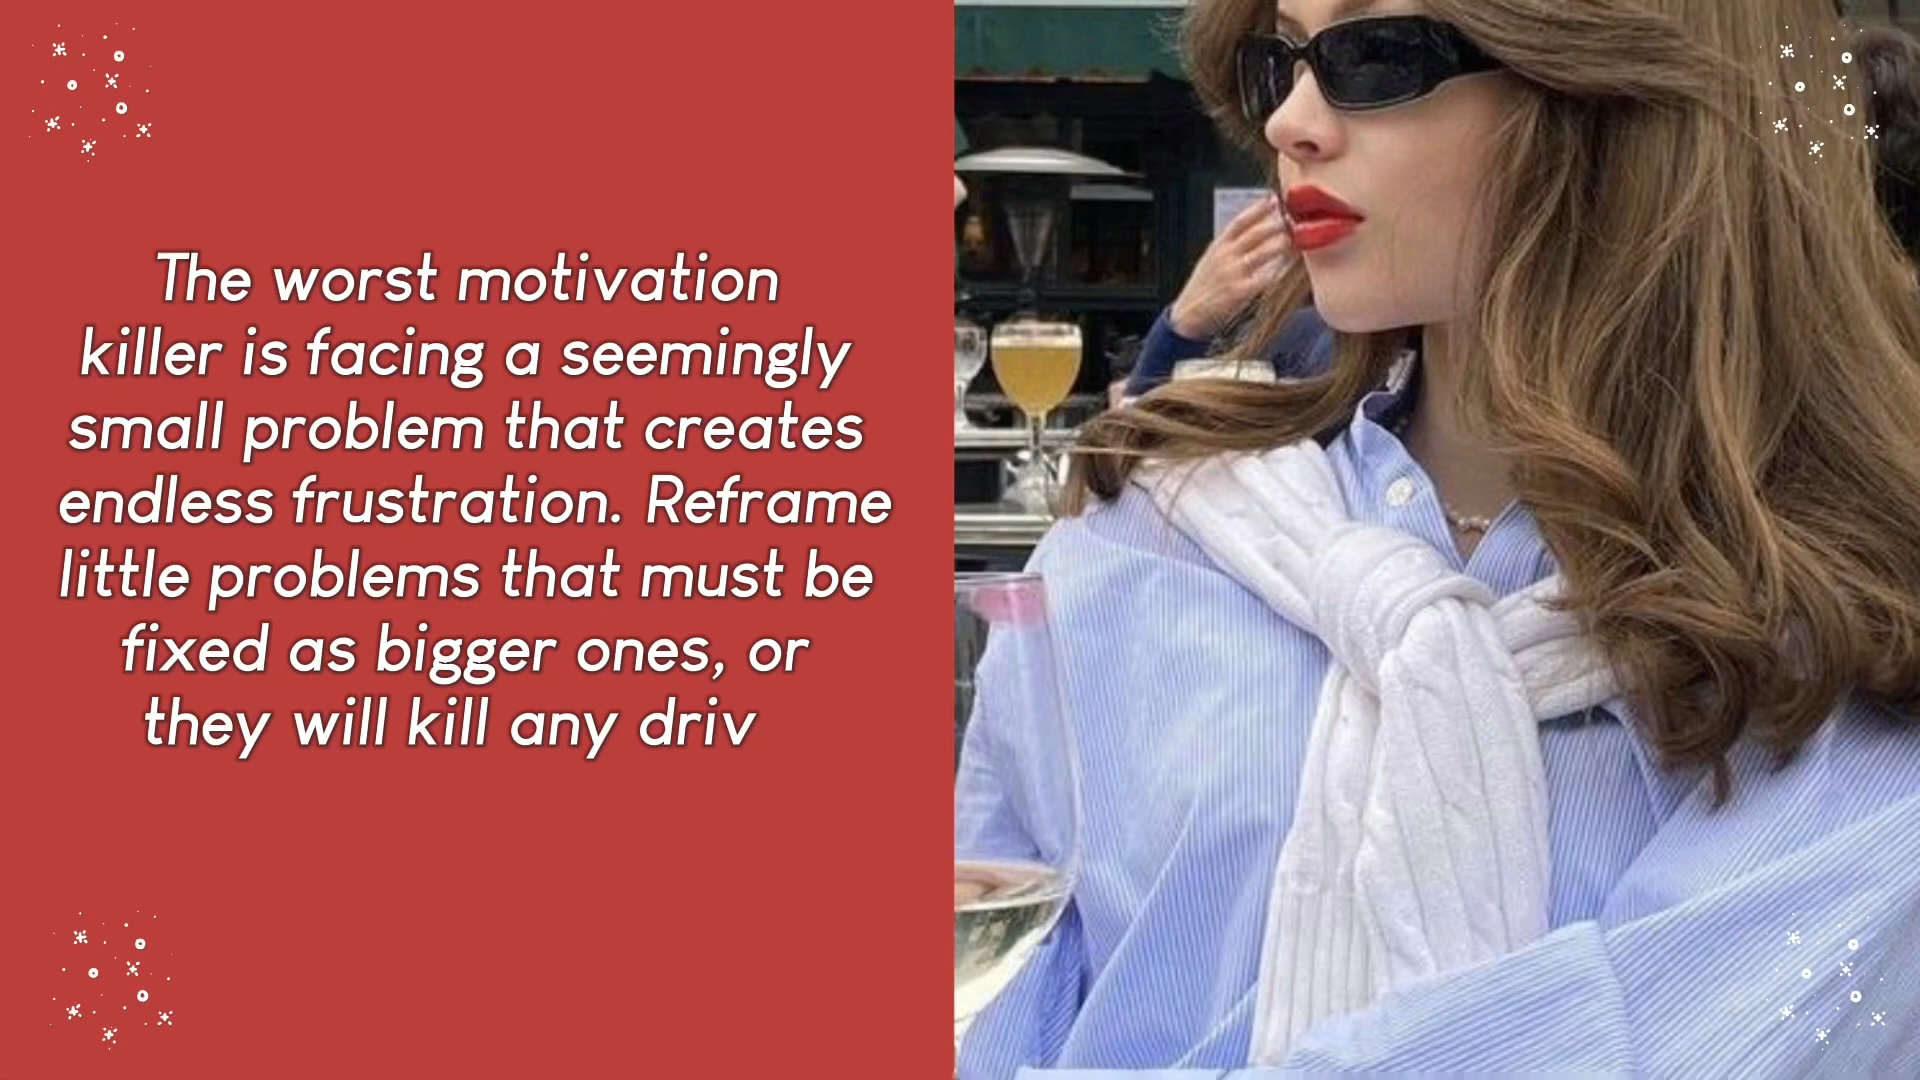 The worst motivation
killer is facing a seemingly
small problem that creates
endless frustration. Reframe
little problems that must be
fixed as bigger ones, or
they will kill any driv